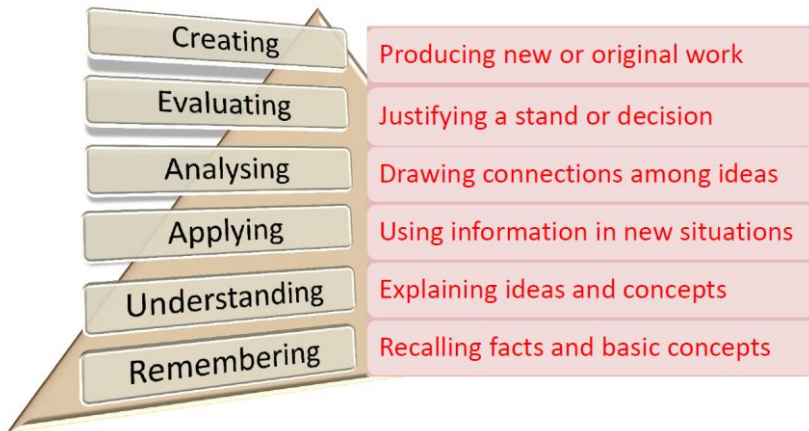 Creating
Producing new or original work
Evaluating
Justifying a stand or decision
Analysing
Drawing connections among ideas
Applying
Using information in new situations
Understanding
Explaining ideas and concepts
Remembering
Recalling facts and basic concepts